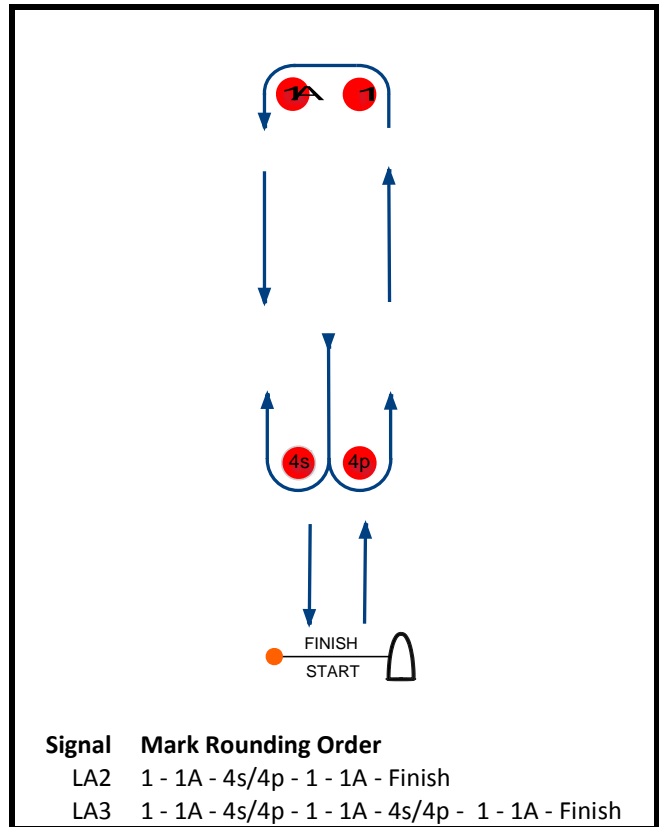 1A 1
4s 4p
FINISH
START
Signal Mark Rounding Order
LA2 1 - 1A - 4s/4p - 1 - 1A - Finish
LA3 1 - 1A - 4s/4p - 1 - 1A - 4s/4p - 1 - 1A - Finish